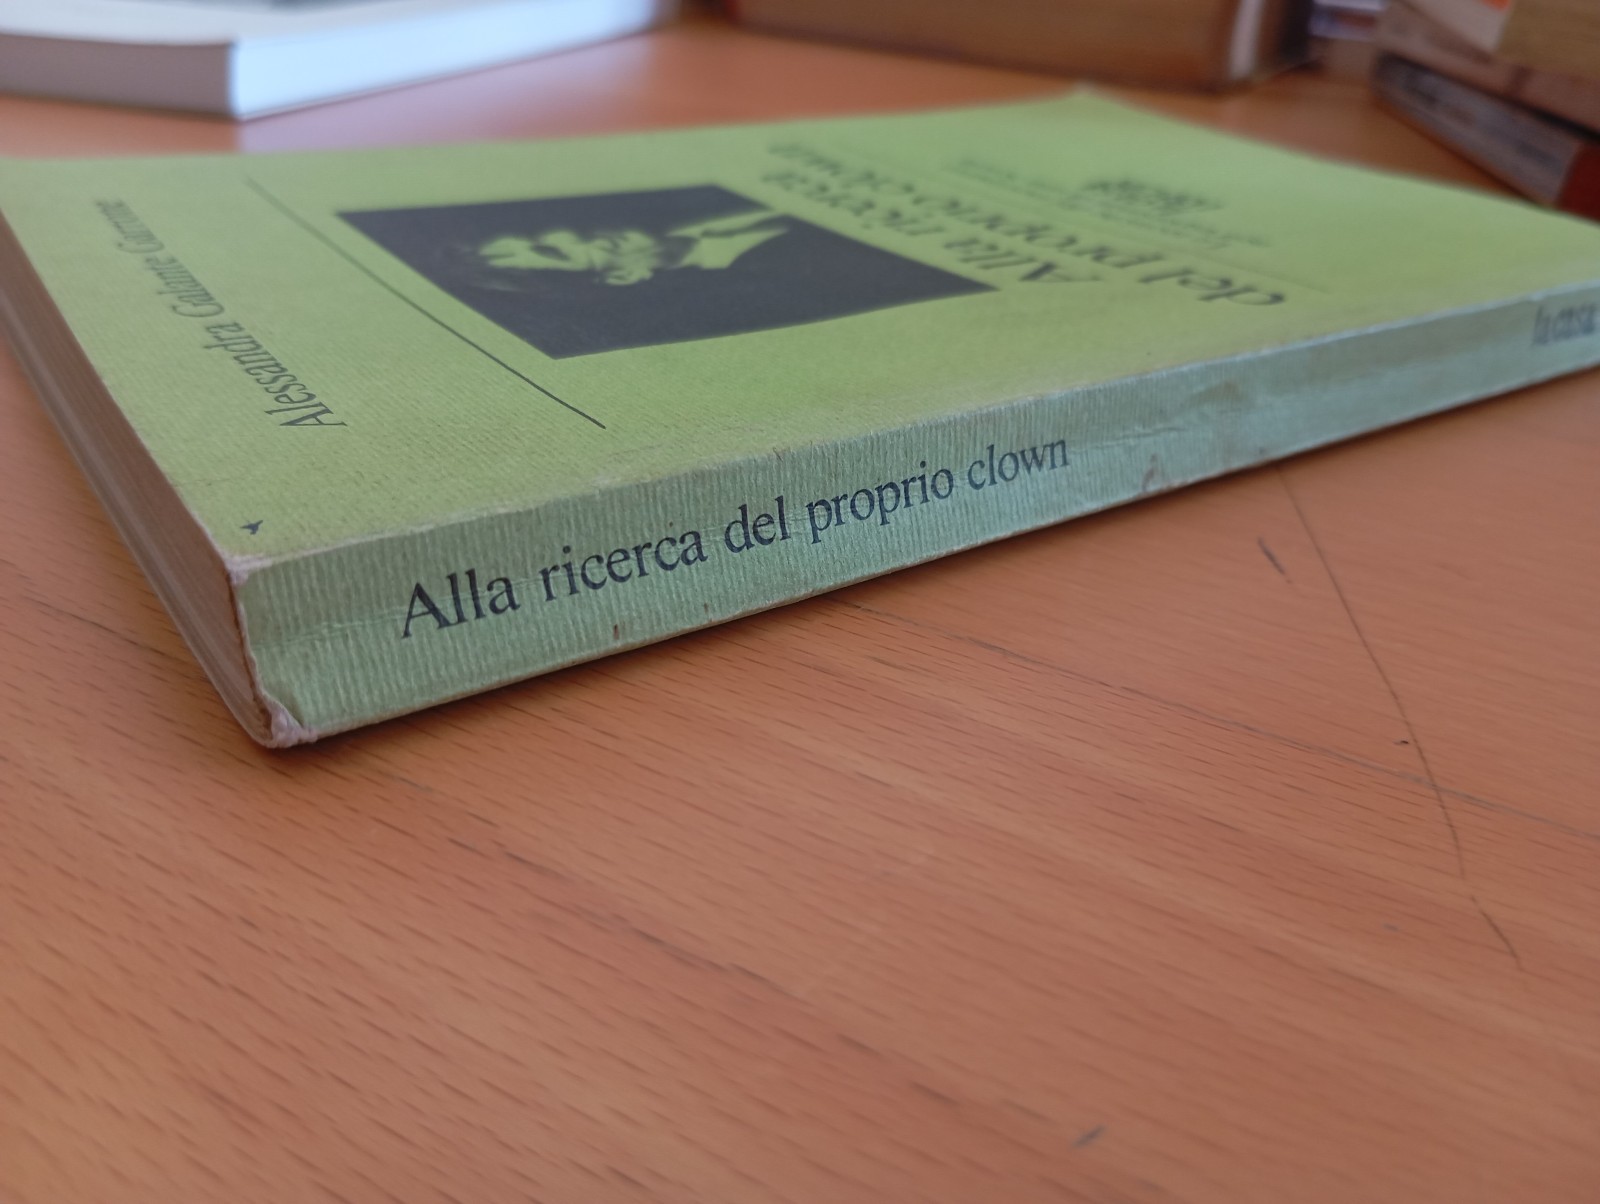 Alessandra Galante Garrone
Alla ricerca
del proprio clown
Alla ricerca del proprio clown
la casa